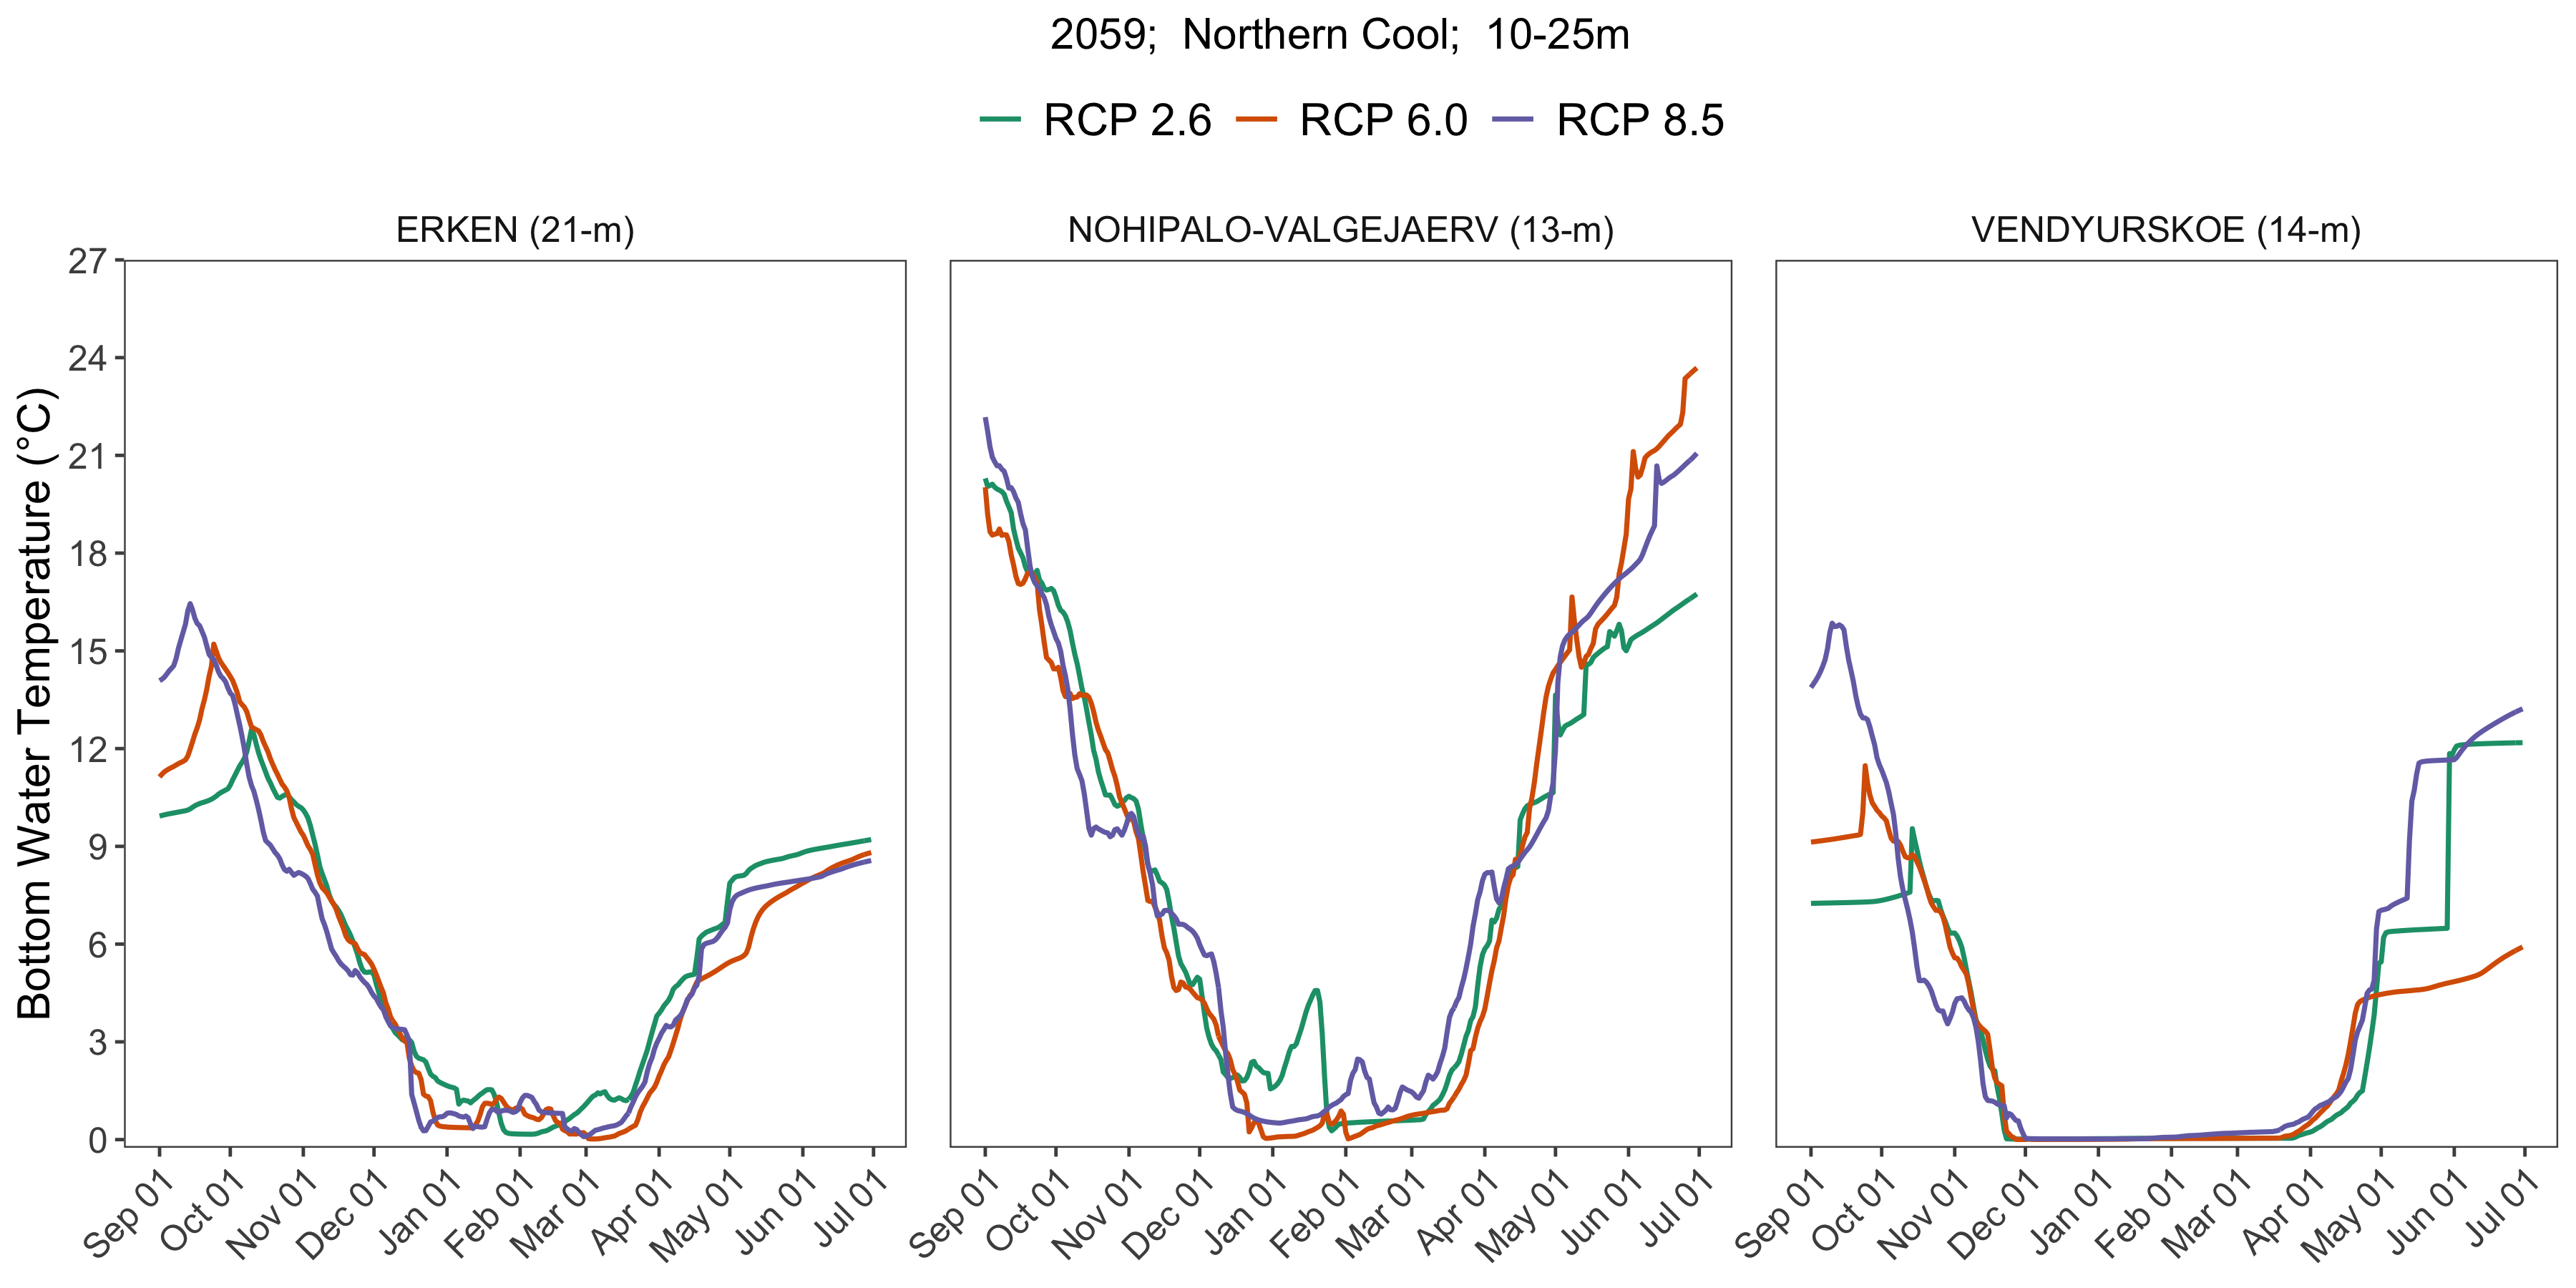 2059;  Northern Cool;  10-25m
RCP 2.6 RCP 6.0 RCP 8.5
ERKEN (21-m) NOHIPALO-VALGEJAERV (13-m) VENDYURSKOE (14-m)
Bottom Water Temperature (°C)
27
24
21
18
15
12
9
6
3
0
Sep 01 Oct 01 Nov 01 Dec 01 Jan 01 Feb 01 Mar 01 Apr 01 May 01 Jun 01 Jul 01 Sep 01 Oct 01 Nov 01 Dec 01 Jan 01 Feb 01 Mar 01 Apr 01 May 01 Jun 01 Jul 01 Sep 01 Oct 01 Nov 01 Dec 01 Jan 01 Feb 01 Mar 01 Apr 01 May 01 Jun 01 Jul 01